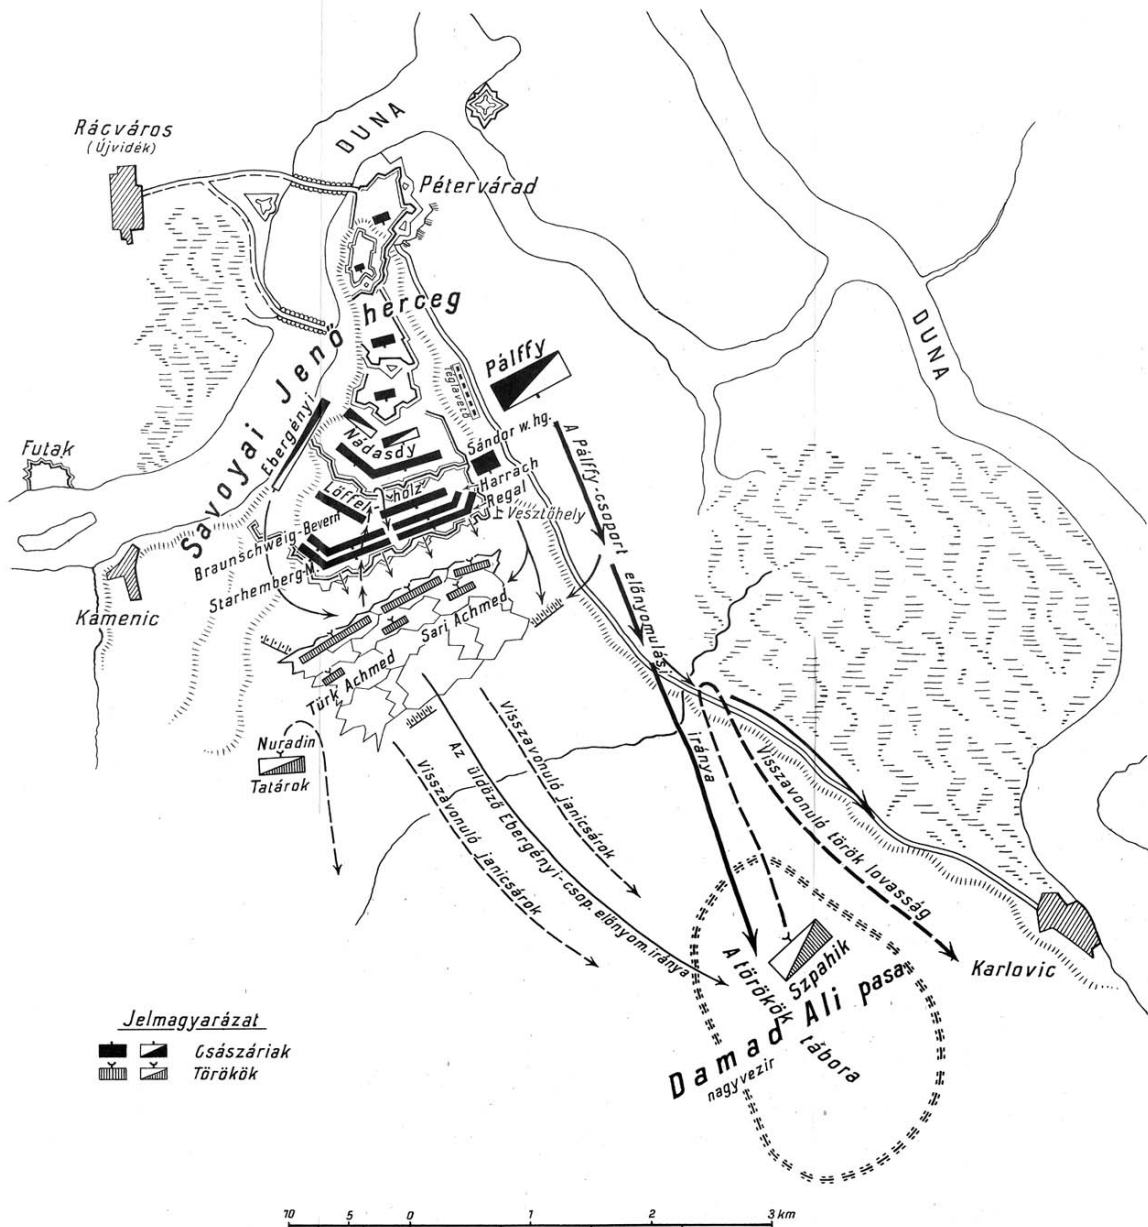 DUNA
Rácváros
(Újvidék)
Pétervárad
DUNA
Savoyai Jenő herceg
Pálffy
Téglavető
Futak
Ebergényi
Nádasdy
Sándor w. hg.
A Pálffy-csoport előnyomulási iránya
Löffelholz
Harrach
Regal
Vesztőhely
Braunschweig-Bevern
Starhemberg M.
Kamenic
Sari Achmed
Türk Achmed
Nuradin
Tatárok
Visszavonuló janicsárok
Az üldöző Ebergényi-csop. előnyom. iránya
Visszavonuló janicsárok
Visszavonuló török lovasság
Karlovic
Szpahik
A törökök tábora
Damad Ali pasa
nagyvezir
Jelmagyarázat
Császáriak
Törökök
10 5 0 1 2 3 km